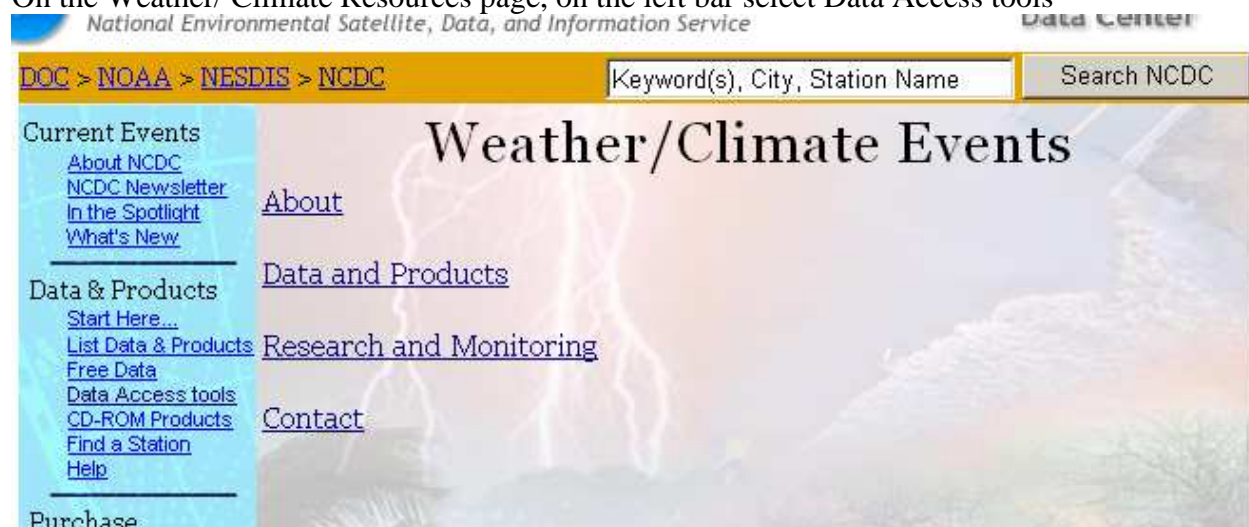 On the Weather/ Climate Resources page, on the left bar select Data Access tools
National Environmental Satellite, Data, and Information Service
Data Center
DOC > NOAA > NESDIS > NCDC
Keyword(s), City, Station Name
Search NCDC
Current Events
About NCDC
NCDC Newsletter
In the Spotlight
What's New
Data & Products
Start Here...
List Data & Products
Free Data
Data Access tools
CD-ROM Products
Find a Station
Help
Purchase
Weather/Climate Events
About
Data and Products
Research and Monitoring
Contact